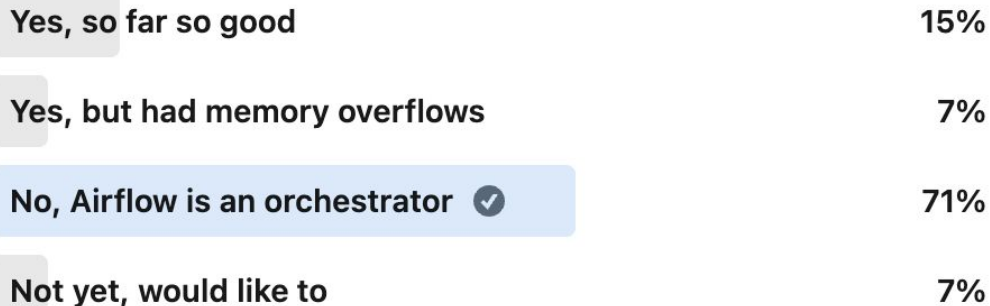 Yes, so far so good 15%
Yes, but had memory overflows 7%
No, Airflow is an orchestrator 71%
Not yet, would like to 7%